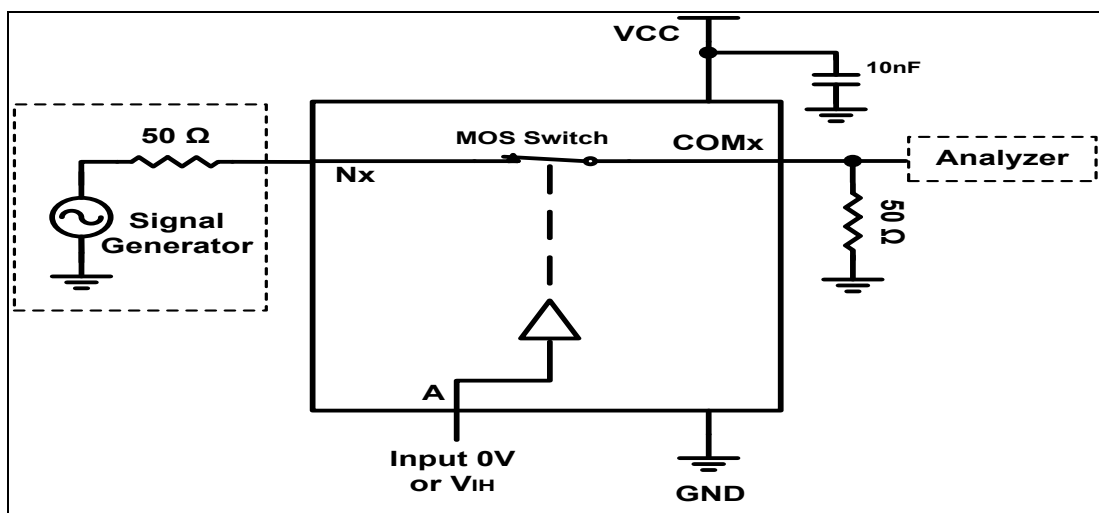 VCC
10nF
50 Ω
MOS Switch
COMx
Nx
Analyzer
Signal
Generator
50 Ω
A
Input 0V
or VIH
GND